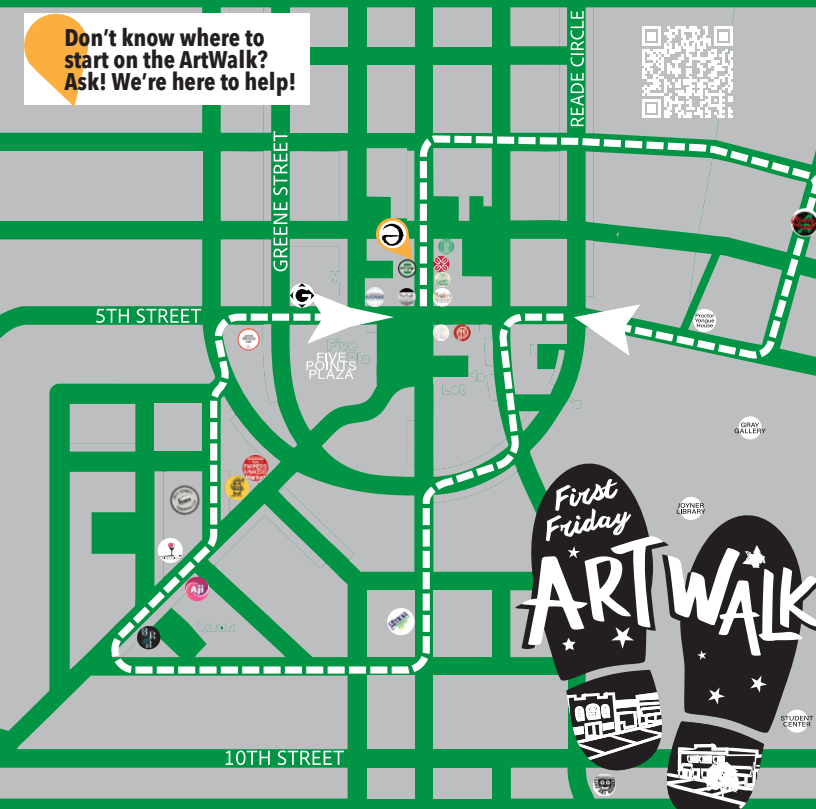 Don't know where to
start on the ArtWalk?
Ask! We're here to help!
READE CIRCLE
GREENE STREET
G
5TH STREET
Proctor
Yongue
House
FIVE
POINTS
PLAZA
Lot
GRAY
GALLERY
JOYNER
LIBRARY
First
Friday
ART WALK
Aji
STUDENT
CENTER
10TH STREET